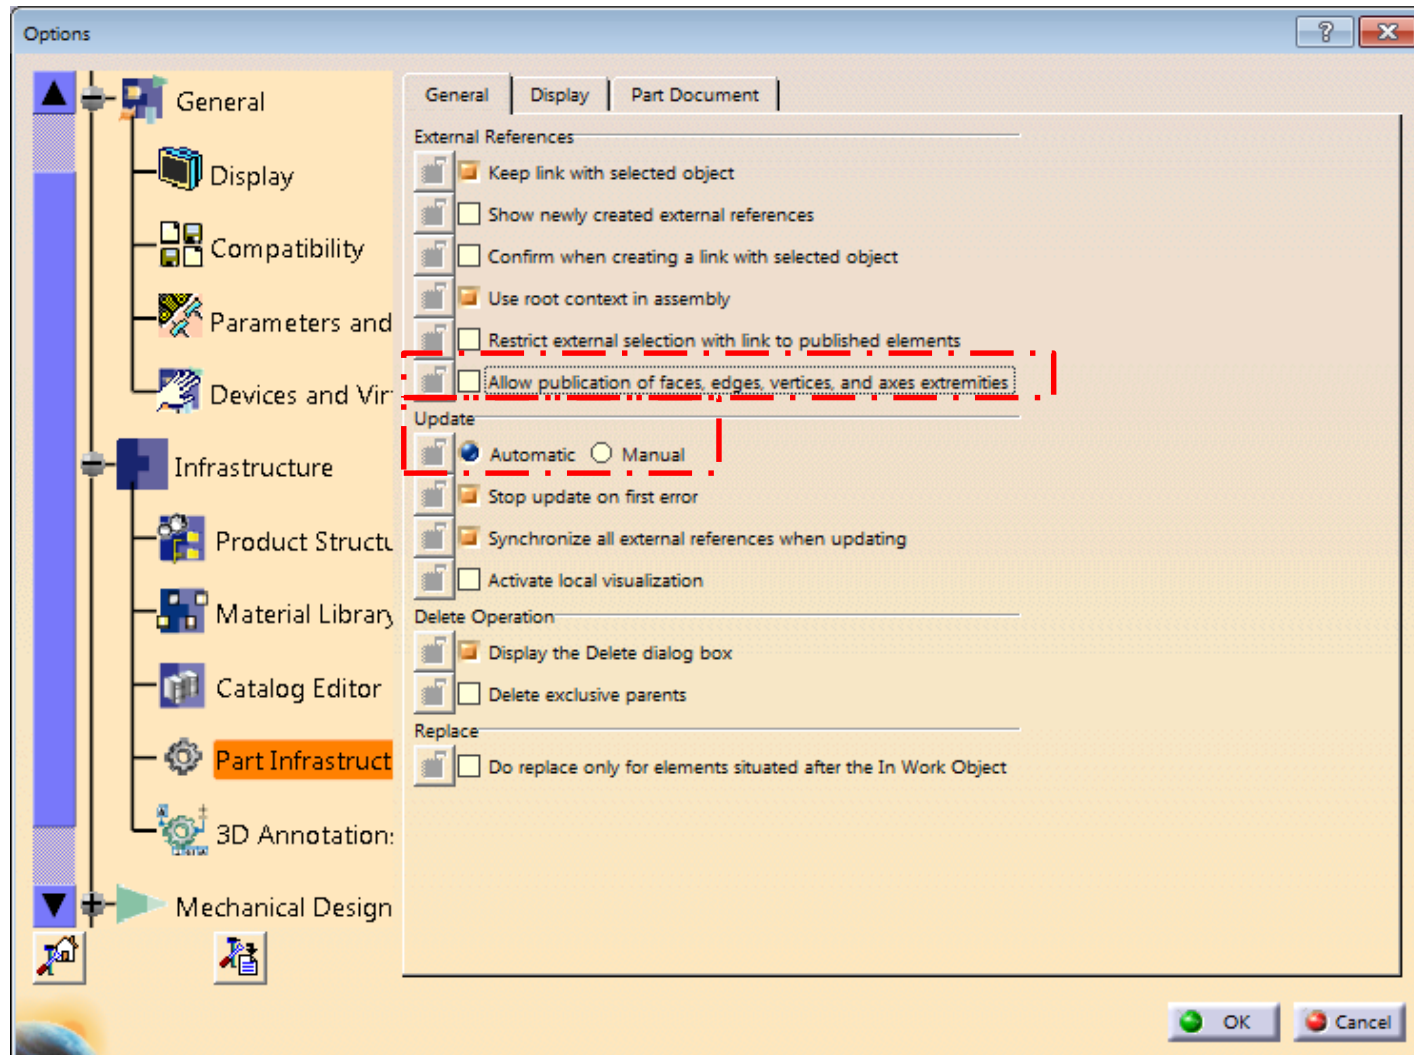 Options
General
Display
Compatibility
Parameters and
Devices and Vir
Infrastructure
Product Structu
Material Library
Catalog Editor
Part Infrastruct
3D Annotation
Mechanical Design
General Display Part Document
External References
Keep link with selected object
Show newly created external references
Confirm when creating a link with selected object
Use root context in assembly
Restrict external selection with link to published elements
Allow publication of faces, edges, vertices, and axes extremities
Update
Automatic Manual
Stop update on first error
Synchronize all external references when updating
Activate local visualization
Delete Operation
Display the Delete dialog box
Delete exclusive parents
Replace
Do replace only for elements situated after the In Work Object
OK Cancel